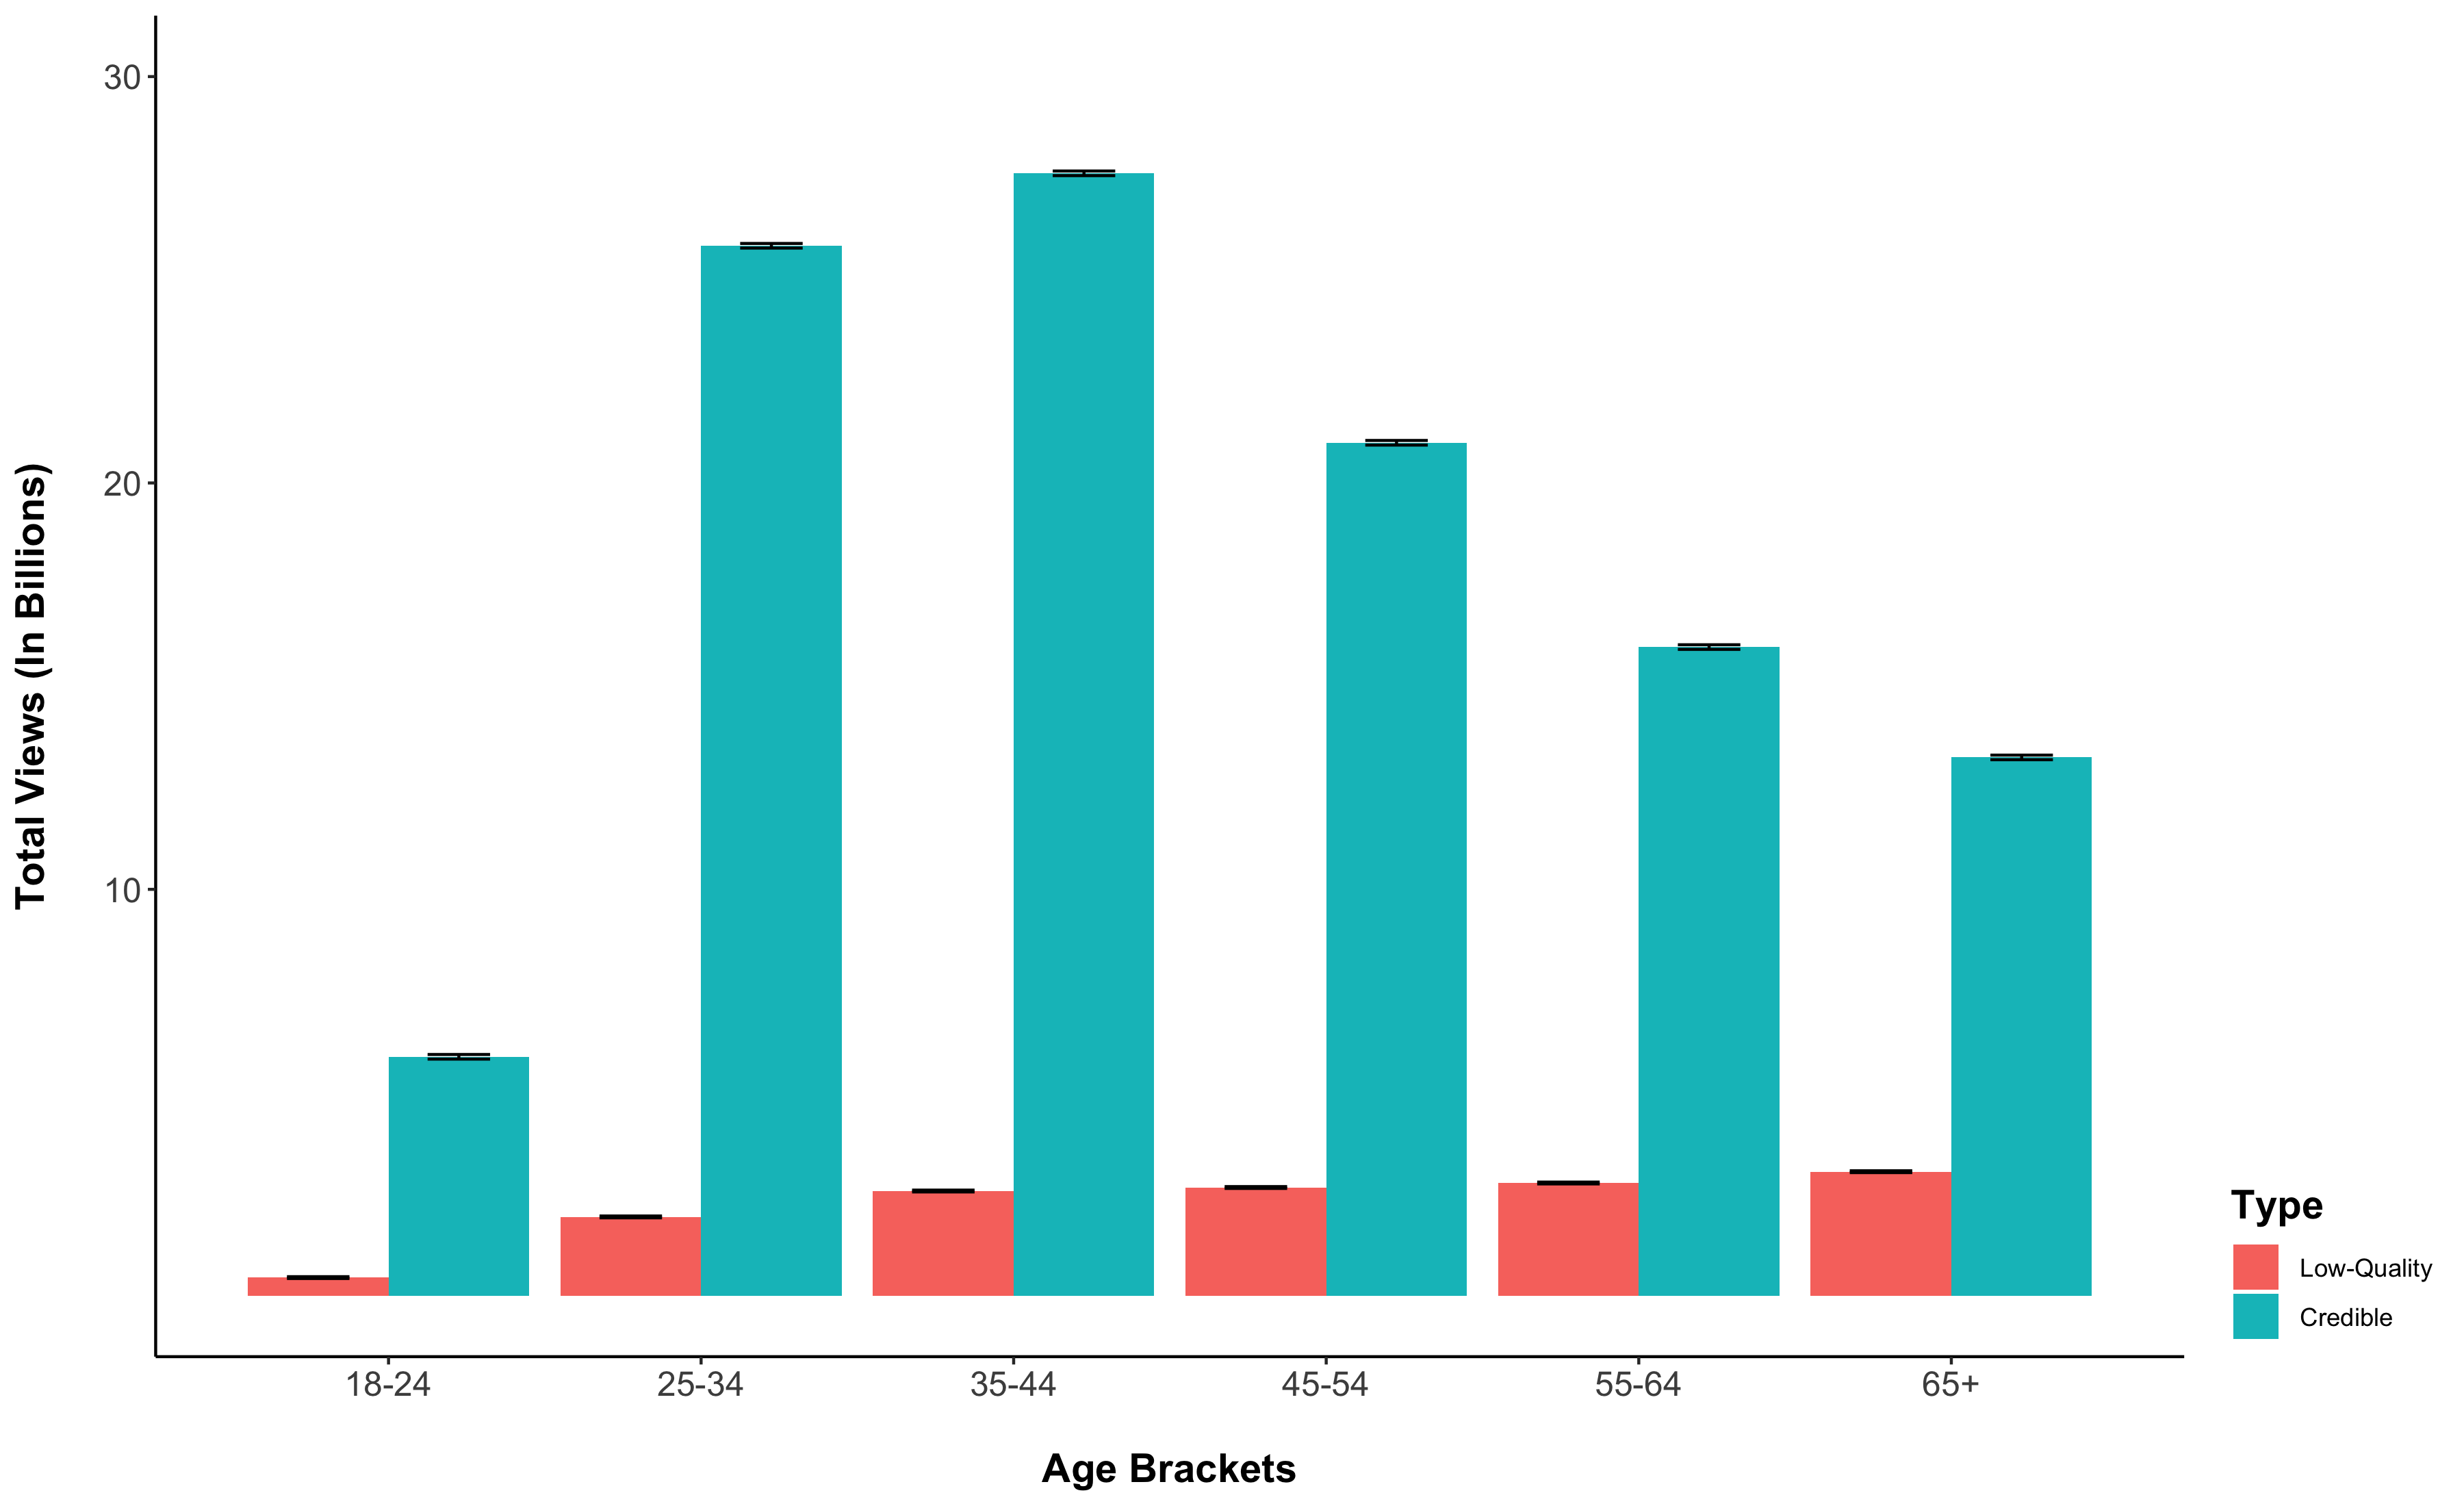 Total Views (In Billions)
30
20
10
18-24
25-34
35-44
45-54
55-64
65+
Age Brackets
Type
Low-Quality
Credible